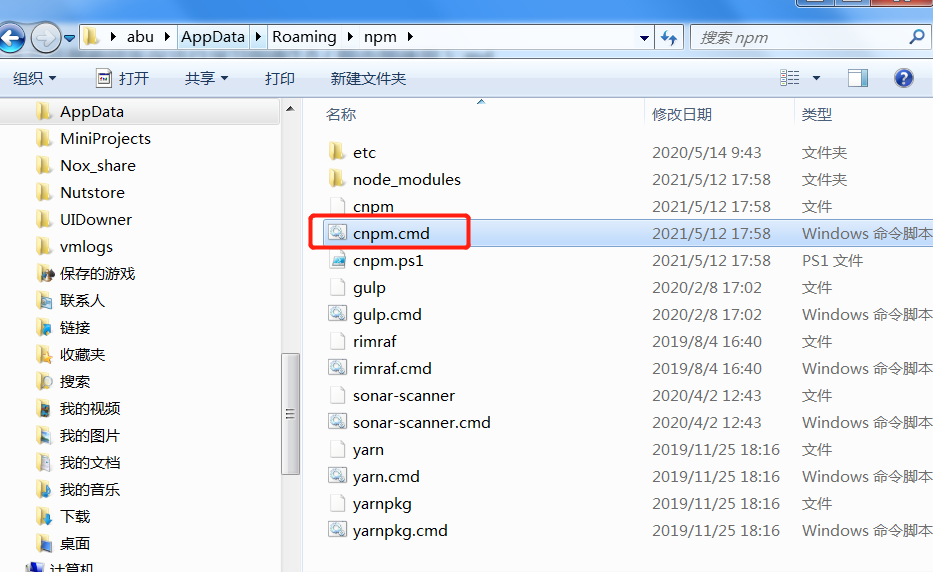 abu AppData Roaming npm 搜索 npm
组织 打开 共享 打印 新建文件夹
AppData
MiniProjects
Nox_share
Nutstore
UIDowner
vmlogs
保存的游戏
联系人
链接
收藏夹
搜索
我的视频
我的图片
我的文档
我的音乐
下载
桌面
计算机
名称 修改日期 类型
etc 2020/5/14 9:43 文件夹
node_modules 2021/5/12 17:58 文件夹
cnpm 2021/5/12 17:58 文件
cnpm.cmd 2021/5/12 17:58 Windows 命令脚本
cnpm.ps1 2021/5/12 17:58 PS1 文件
gulp 2020/2/8 17:02 文件
gulp.cmd 2020/2/8 17:02 Windows 命令脚本
rimraf 2019/8/4 16:40 文件
rimraf.cmd 2019/8/4 16:40 Windows 命令脚本
sonar-scanner 2020/4/2 12:43 文件
sonar-scanner.cmd 2020/4/2 12:43 Windows 命令脚本
yarn 2019/11/25 18:16 文件
yarn.cmd 2019/11/25 18:16 Windows 命令脚本
yarnpkg 2019/11/25 18:16 文件
yarnpkg.cmd 2019/11/25 18:16 Windows 命令脚本